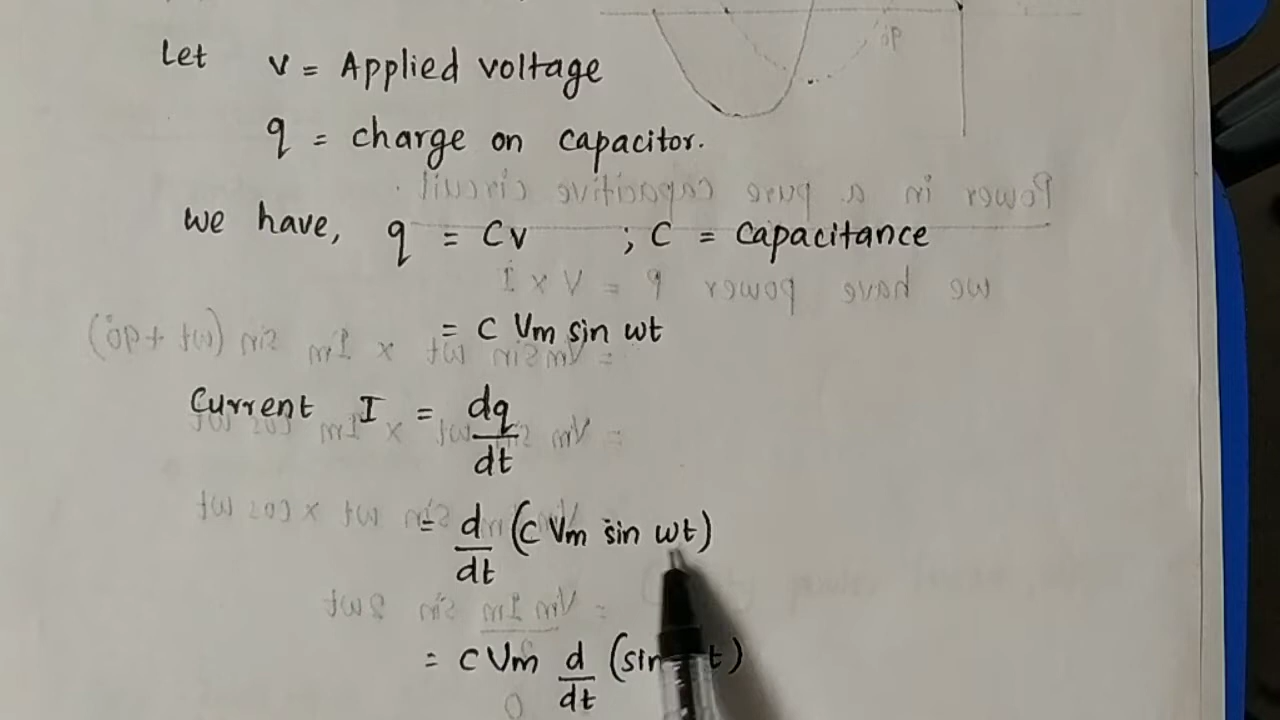 Let v = Applied voltage
q = charge on capacitor.
we have, q = Cv ; C = capacitance
= C Vm sin wt
Current I = dq/dt
= d/dt (C Vm sin wt)
= C Vm d/dt (sin t)